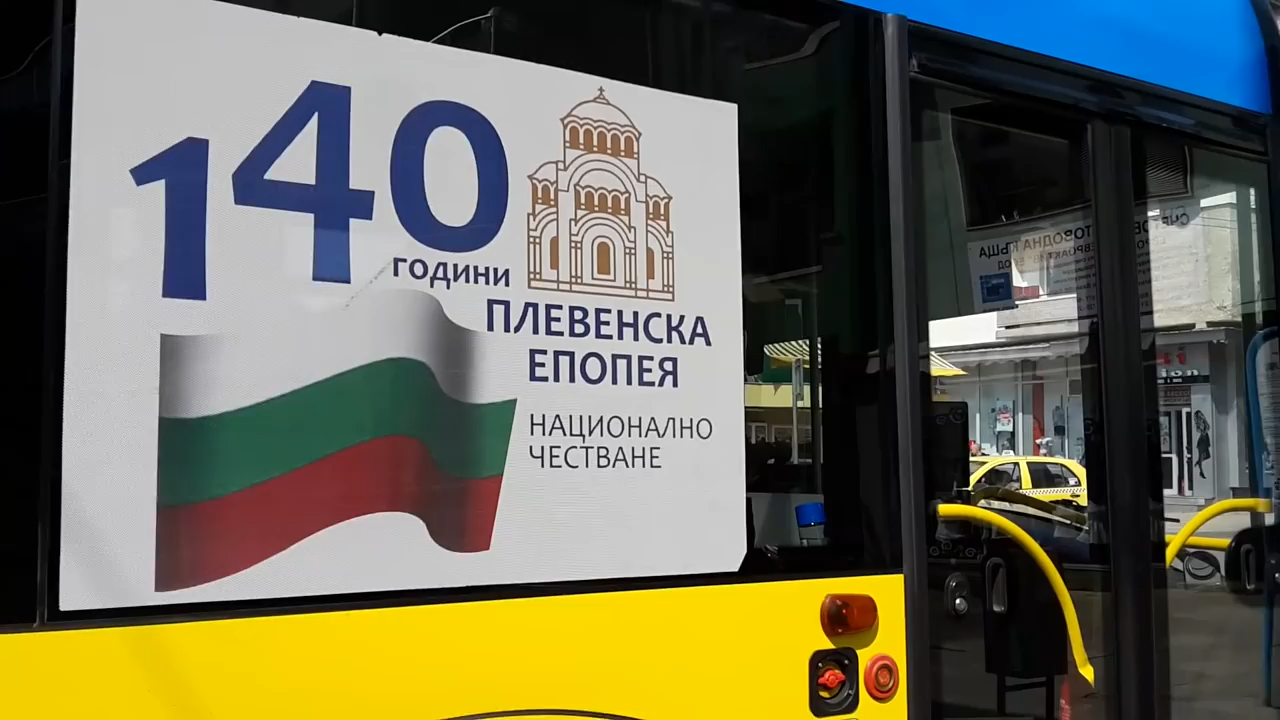 140
години
ПЛЕВЕНСКА
ЕПОПЕЯ
НАЦИОНАЛНО
ЧЕСТВАНЕ